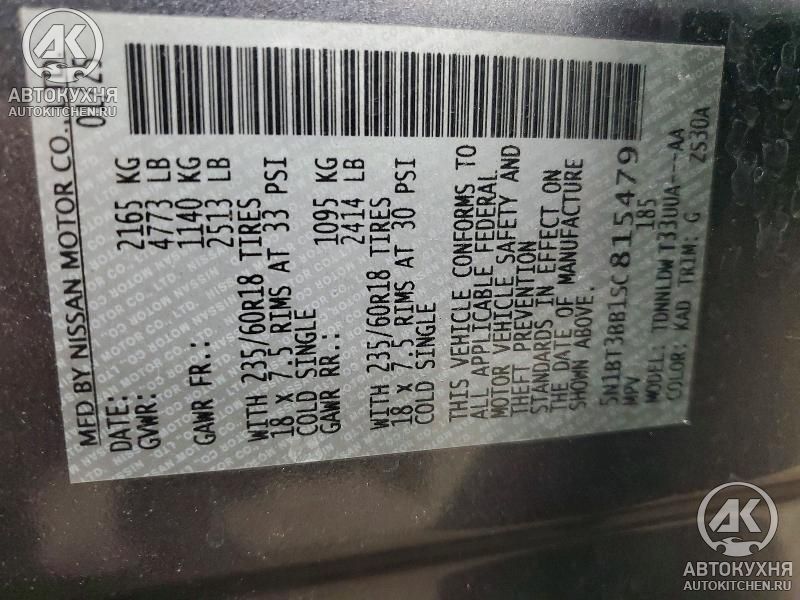 MFD BY NISSAN MOTOR CO.,
DATE:
GVWR: 2165 KG
4773 LB
GAWR FR.: 1140 KG
2513 LB
WITH 235/60R18 TIRES
18 X 7.5 RIMS AT 33 PSI
COLD SINGLE
GAWR RR.: 1095 KG
2414 LB
WITH 235/60R18 TIRES
18 X 7.5 RIMS AT 30 PSI
COLD SINGLE
THIS VEHICLE CONFORMS TO
ALL APPLICABLE FEDERAL
MOTOR VEHICLE SAFETY AND
THEFT PREVENTION
STANDARDS IN EFFECT ON
THE DATE OF MANUFACTURE
SHOWN ABOVE.
5N1BT3BB1SC815479
MPV 185
MODEL: TDNNLDWT33UUA---AA
COLOR: KAD TRIM: G 2S30A
АК
АВТОКУХНЯ
AUTOKITCHEN.RU
АК
АВТОКУХНЯ
AUTOKITCHEN.RU